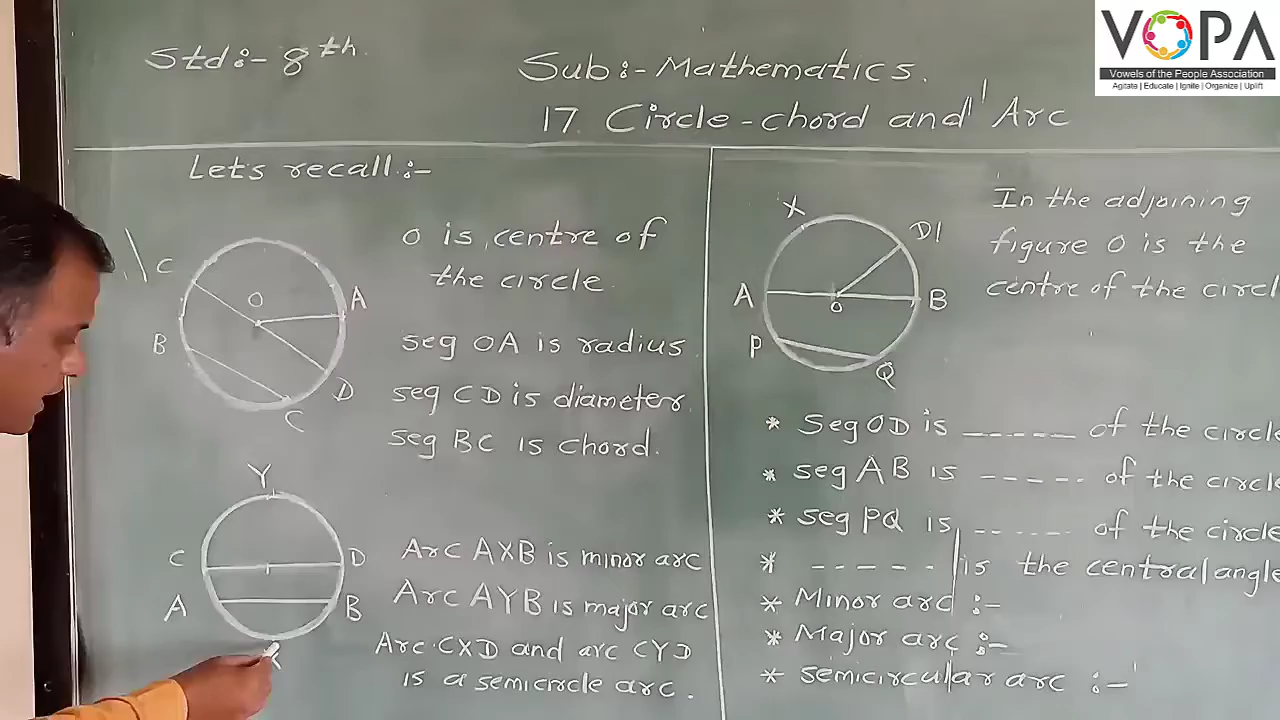 VOPA
Vowels of the People Association
Agitate | Educate | Ignite | Organize | Uplift
Std:- 8th.
Sub:- Mathematics.
17. Circle-chord and Arc
Let's recall:-
C
O
A
B
D
C
O is centre of
the circle.
seg OA is radius.
seg CD is diameter.
seg BC is chord.
Y
C
D
A
B
X
Arc AXB is minor arc
Arc AYB is major arc
Arc CXD and arc CYD
is a semicircle arc.
X
D
A
O
B
P
Q
In the adjoining
figure O is the
centre of the circl
* Seg OD is _____ of the circle
* seg AB is ----- of the circle
* seg PQ is ------ of the circle
* ----- is the central angle
* Minor arc :-
* Major arc :-
* semicircular arc :-